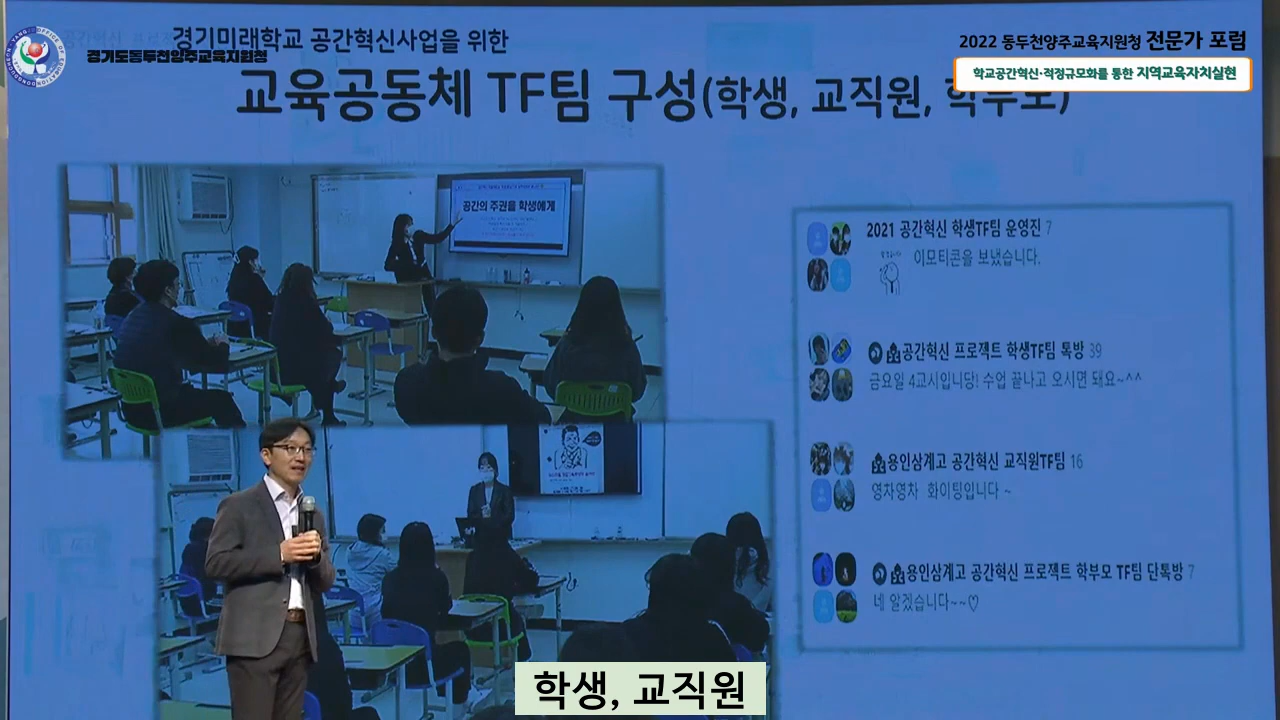 경기미래학교 공간혁신사업을 위한
경기도동두천양주교육지원청
교육공동체 TF팀 구성(학생, 교직원, 학부모)
2022 동두천양주교육지원청 전문가 포럼
학교공간혁신·적정규모화를 통한 지역교육자치실현
공간의 주권을 학생에게
2021 공간혁신 학생TF팀 운영진 7
이모티콘을 보냈습니다.
공간혁신 프로젝트 학생TF팀 톡방 39
금요일 4교시입니당! 수업 끝나고 오시면 돼요~^^
용인삼계고 공간혁신 교직원TF팀 16
영차영차 화이팅입니다 ~
용인삼계고 공간혁신 프로젝트 학부모 TF팀 단톡방 7
네 알겠습니다~~♡
학생, 교직원